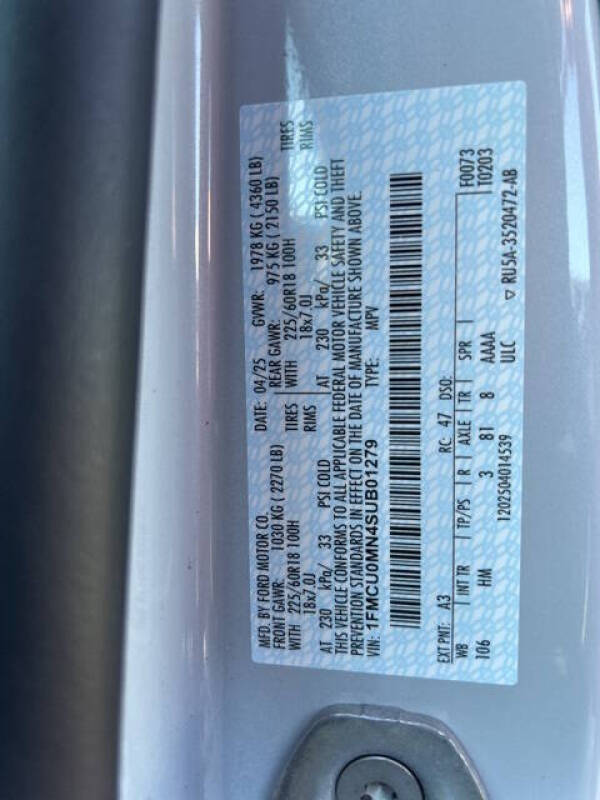 MFD. BY FORD MOTOR CO.
DATE: 04/25 GVWR: 1978 KG ( 4360 LB)
FRONT GAWR: 1030 KG ( 2270 LB) REAR GAWR: 975 KG ( 2150 LB)
WITH 225/60R18 100H TIRES WITH 225/60R18 100H TIRES
18x7.0J RIMS 18x7.0J RIMS
AT 230 kPa/ 33 PSI COLD AT 230 kPa/ 33 PSI COLD
THIS VEHICLE CONFORMS TO ALL APPLICABLE FEDERAL MOTOR VEHICLE SAFETY AND THEFT
PREVENTION STANDARDS IN EFFECT ON THE DATE OF MANUFACTURE SHOWN ABOVE.
VIN: 1FMCU0MN4SUB01279 TYPE: MPV
F0073
EXT PNT: A3 RC: 47 DSO: T0203
WB INT TR TP/PS R AXLE TR SPR
106 HM 3 81 8 AAAA
ULC ▽ RU5A-3520472-AB
1202504014539